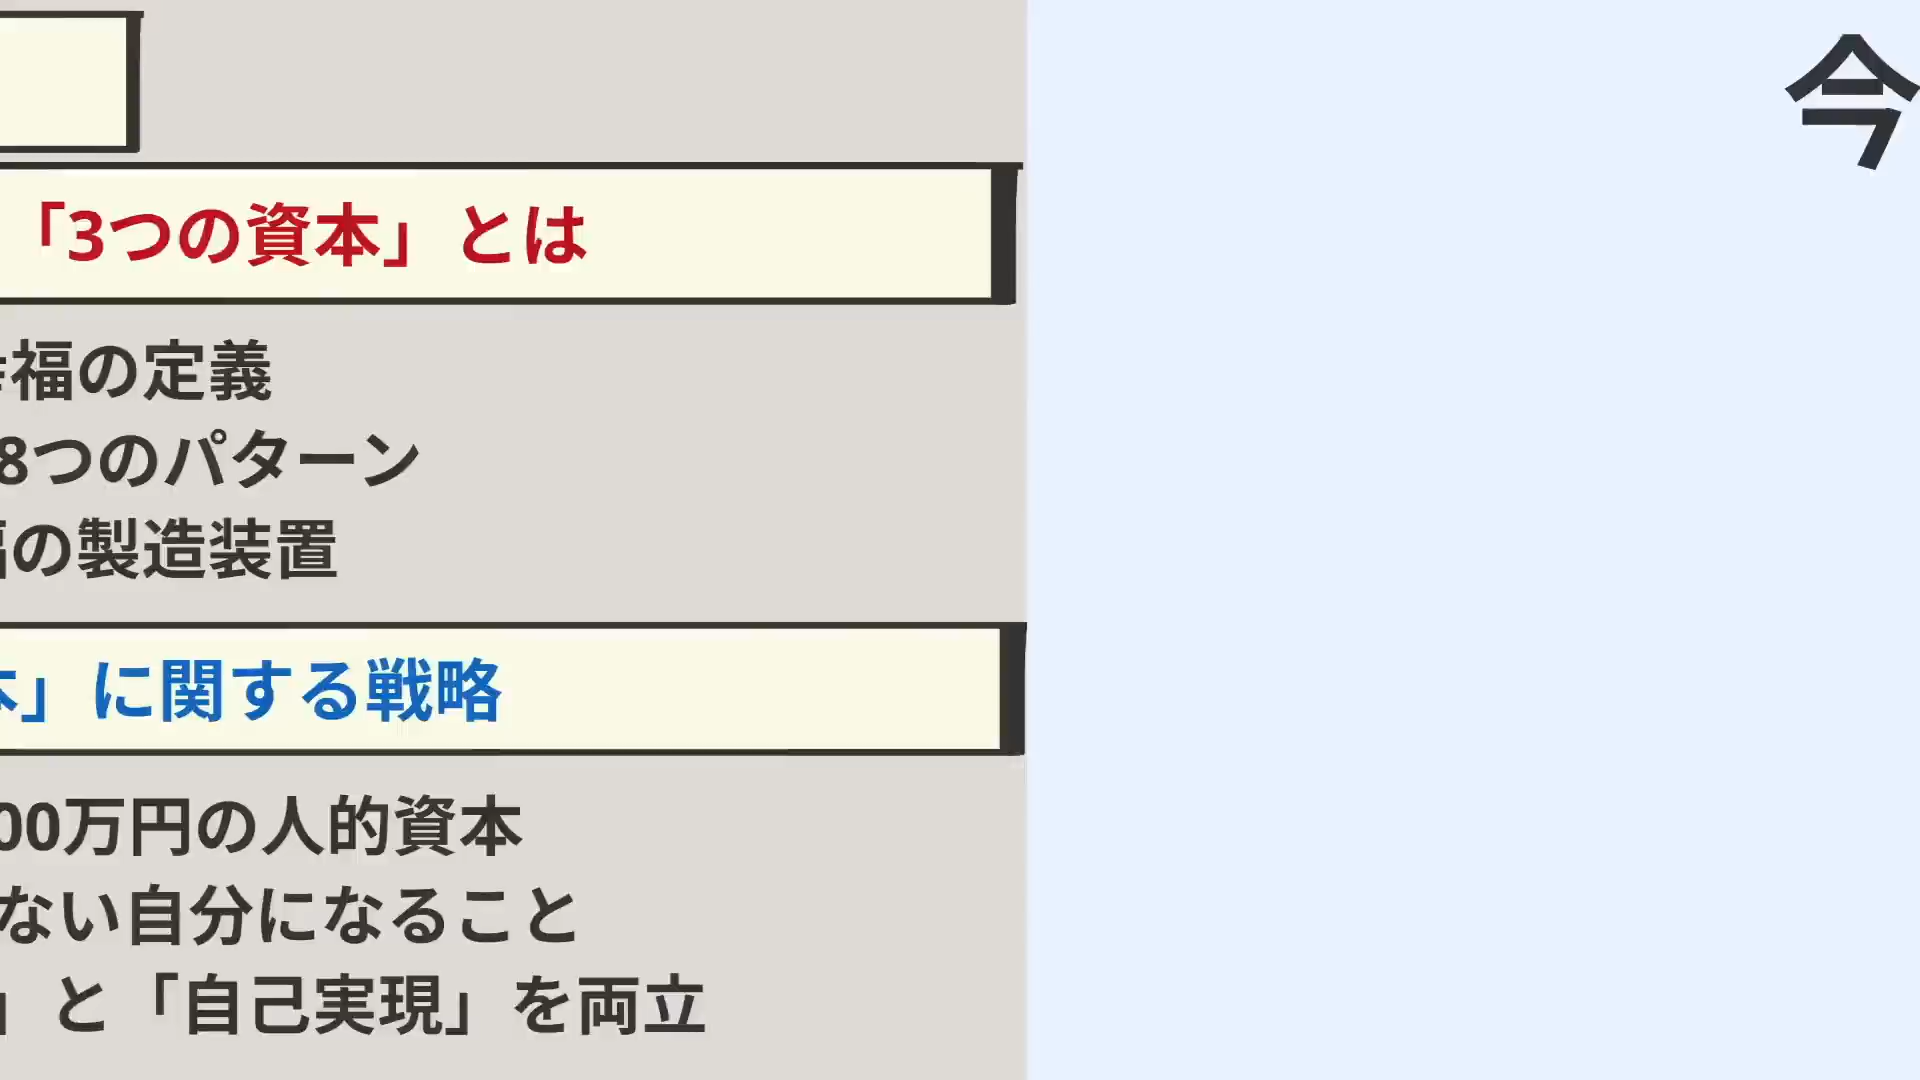 「3つの資本」とは
福の定義
8つのパターン
の製造装置
」に関する戦略
00万円の人的資本
ない自分になること
」と「自己実現」を両立
今